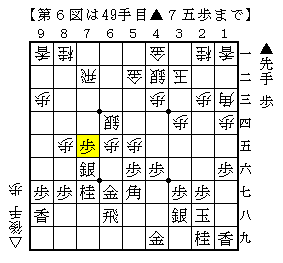 【第６図は49手目▲７五歩まで】
9 8 7 6 5 4 3 2 1
香 桂 金 桂 香 一
飛 金 銀 王 二
歩 歩 歩 角 三
銀 歩 歩 四
歩 歩 歩 歩 五
銀 歩 歩 歩 六
歩 歩 桂 金 角 歩 歩 七
香 飛 銀 玉 八
金 桂 香 九
▲先手 歩
△後手 歩